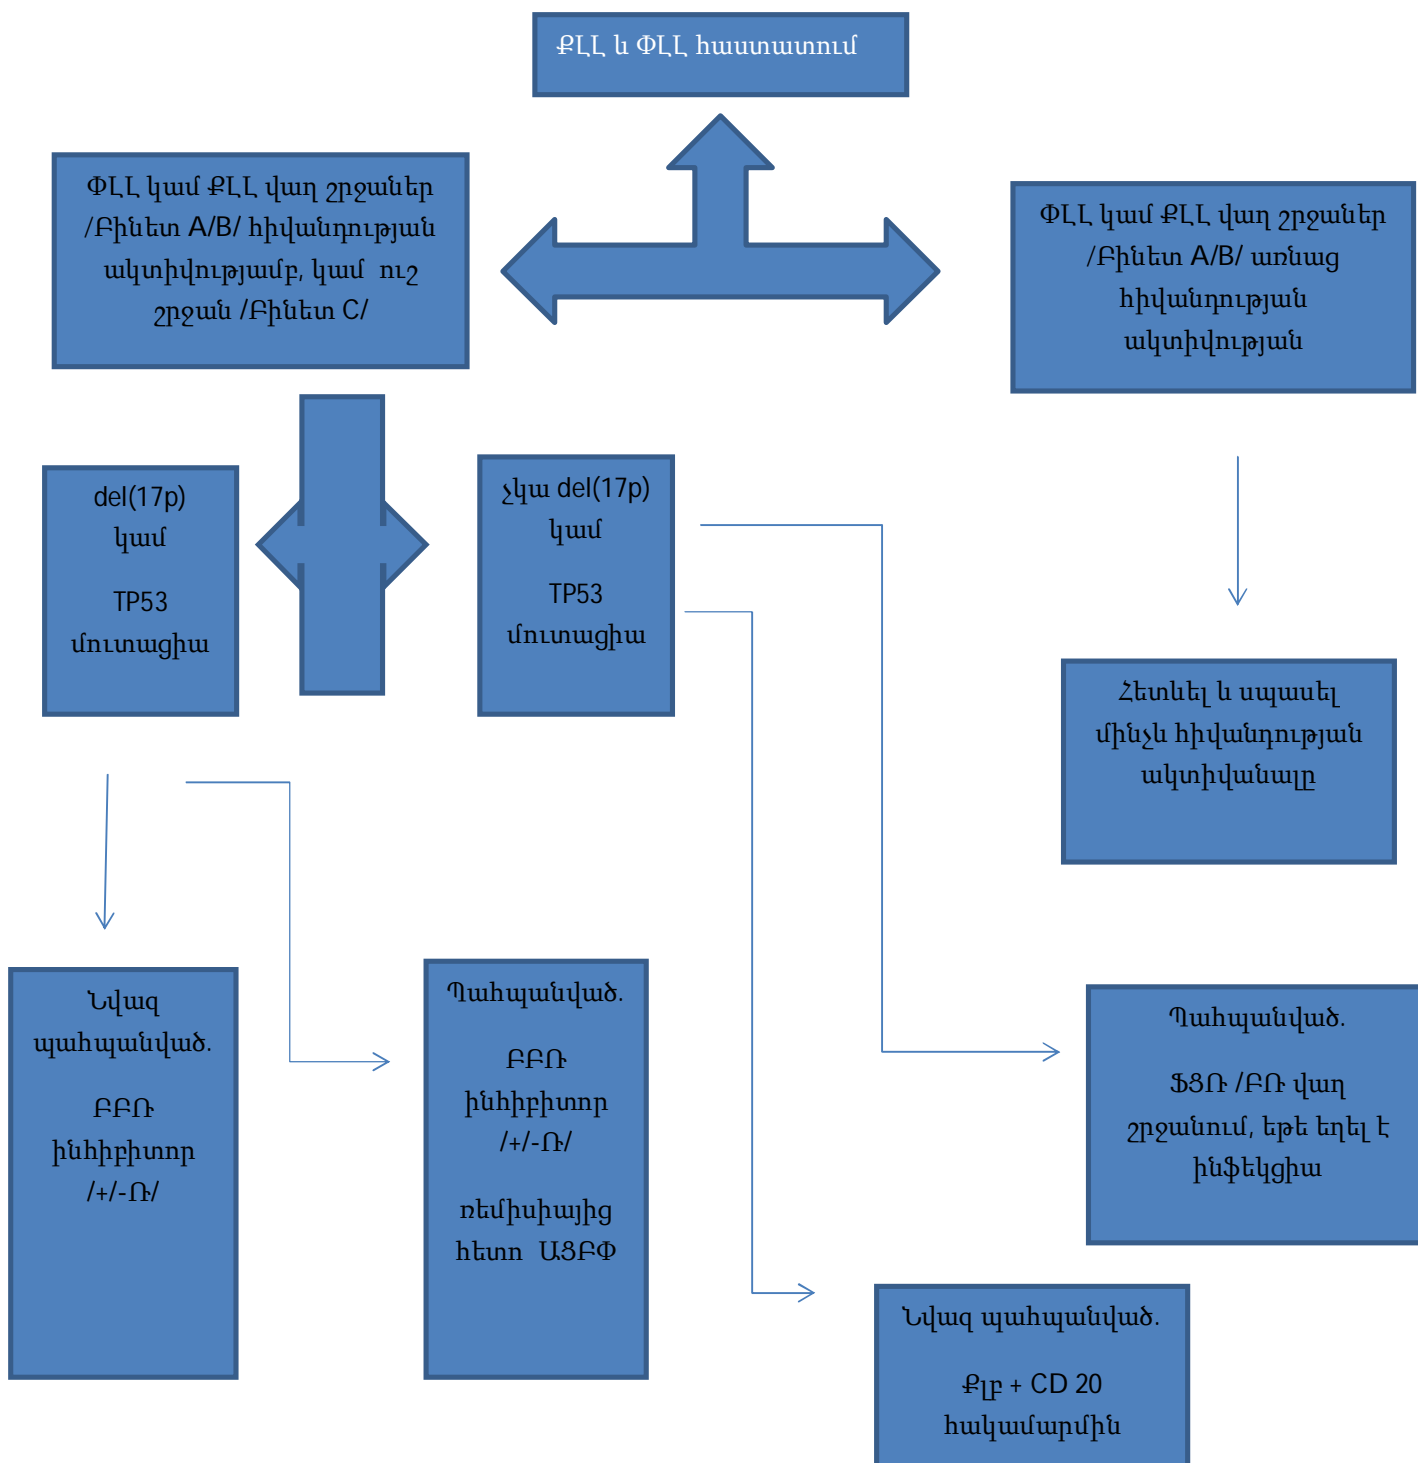 ՔԼԼ և ՓԼԼ հաստատում
ՓԼԼ կամ ՔԼԼ վաղ շրջաններ
/Բինետ A/B/ հիվանդության
ակտիվությամբ, կամ ուշ
շրջան /Բինետ C/
ՓԼԼ կամ ՔԼԼ վաղ շրջաներ
/Բինետ A/B/ առնաց
հիվանդության
ակտիվության
del(17p)
կամ
TP53
մուտացիա
չկա del(17p)
կամ
TP53
մուտացիա
Հետևել և սպասել
մինչև հիվանդության
ակտիվանալը
Նվազ
պահպանված.
ԲԲՌ
ինհիբիտոր
/+/-Ռ/
Պահպանված.
ԲԲՌ
ինհիբիտոր
/+/-Ռ/
ռեմիսիայից
հետո ԱՑԲՓ
Պահպանված.
ՖՑՌ /ԲՌ վաղ
շրջանում, եթե եղել է
ինֆեկցիա
Նվազ պահպանված.
Քլբ + CD 20
հակամարմին